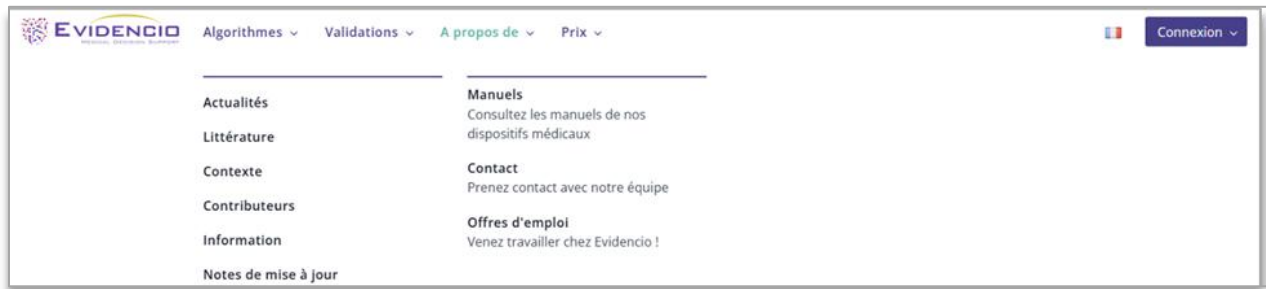 EVIDENCIO
MEDICAL DECISION SUPPORT
Algorithmes
Validations
A propos de
Prix
Connexion
Actualités
Littérature
Contexte
Contributeurs
Information
Notes de mise à jour
Manuels
Consultez les manuels de nos
dispositifs médicaux
Contact
Prenez contact avec notre équipe
Offres d'emploi
Venez travailler chez Evidencio !